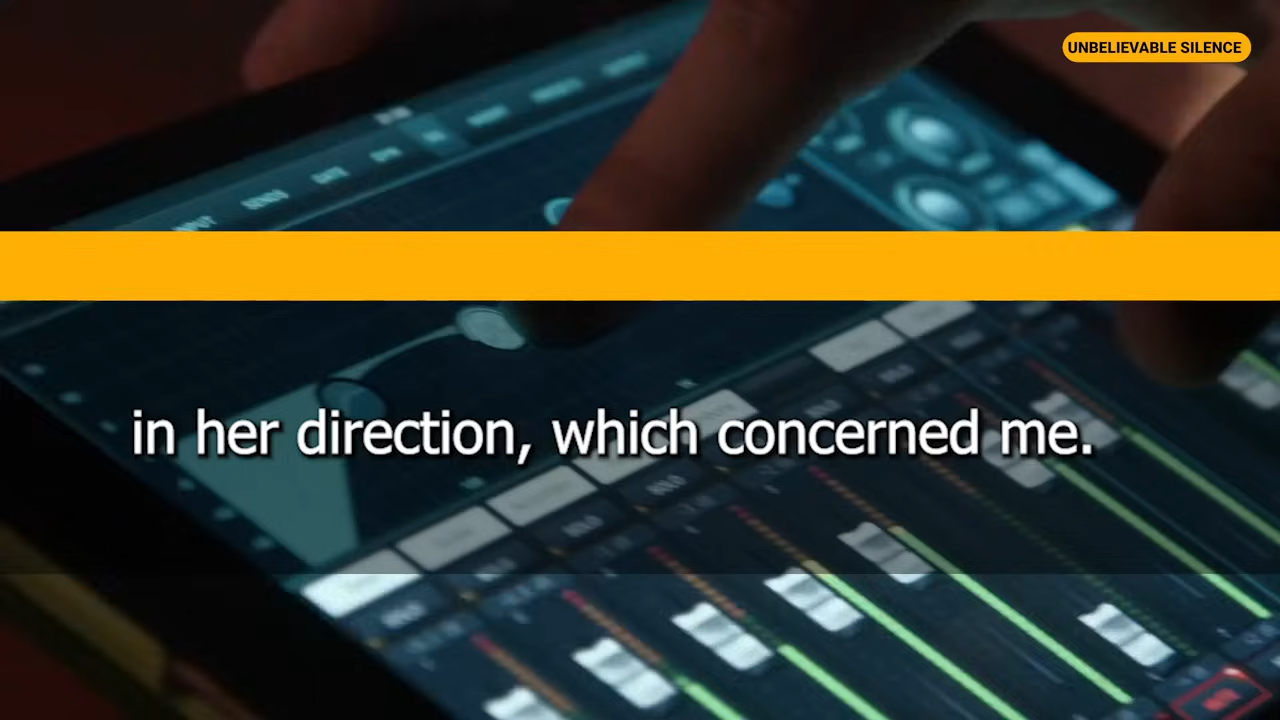 UNBELIEVABLE SILENCE
in her direction, which concerned me.